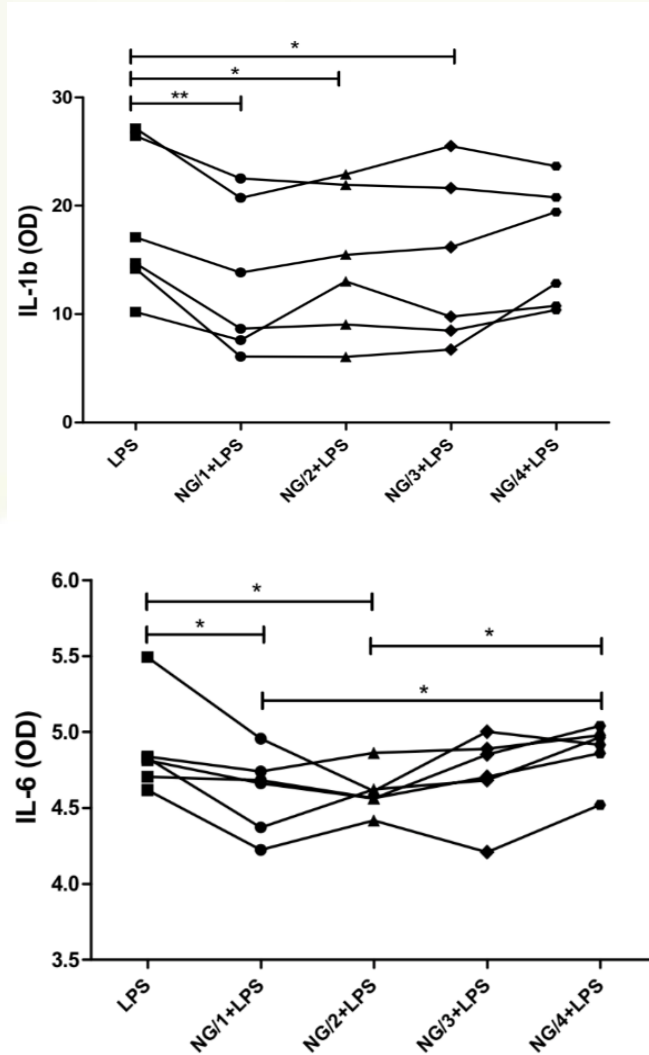 *
*
**
30
20
10
0
IL-1b (OD)
LPS
NG/1+LPS
NG/2+LPS
NG/3+LPS
NG/4+LPS
6.0
5.5
5.0
4.5
4.0
3.5
*
*
*
*
IL-6 (OD)
LPS
NG/1+LPS
NG/2+LPS
NG/3+LPS
NG/4+LPS